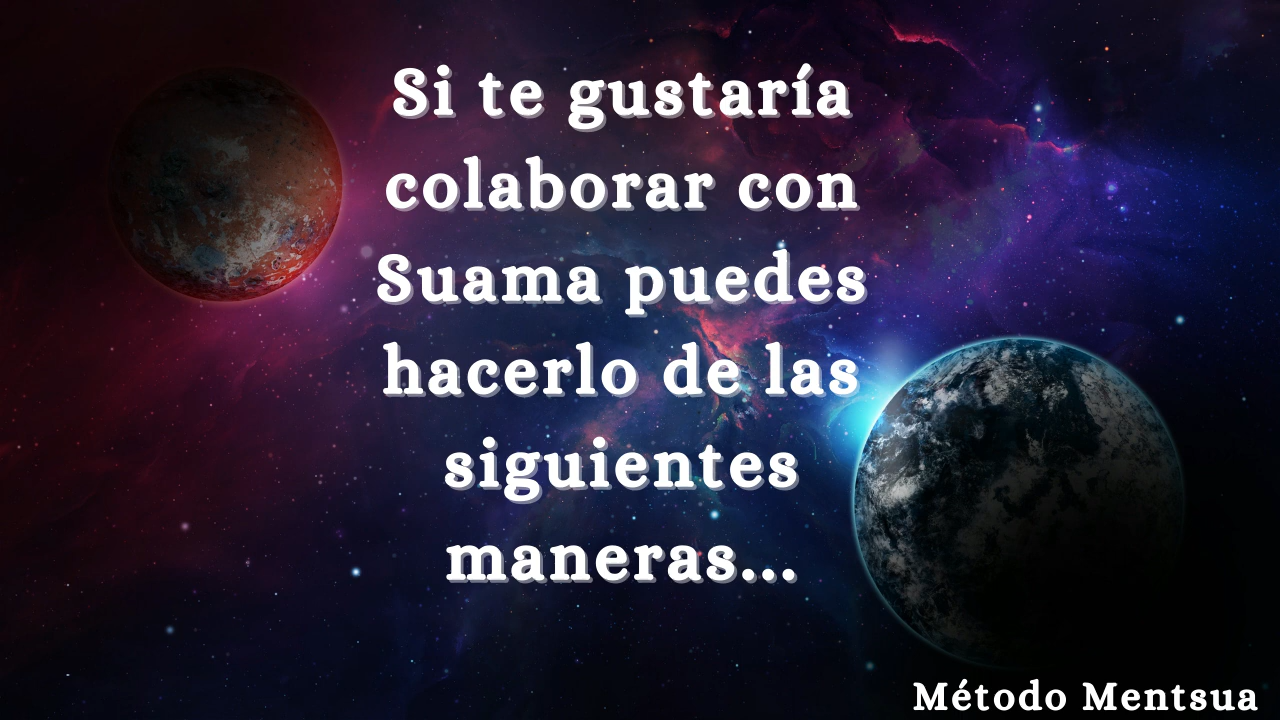 Si te gustaría
colaborar con
Suama puedes
hacerlo de las
siguientes
maneras...
Método Mentsua